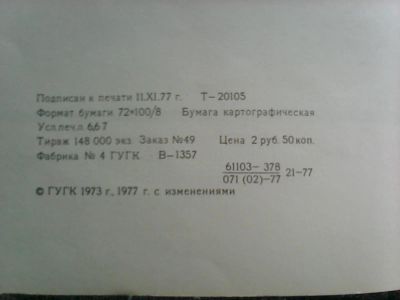 Подписан к печати 11.XI.77 г. Т-20105
Формат бумаги 72*100/8 Бумага картографическая
Усл.печ.л 6,67
Тираж 148 000 экз. Заказ №49 Цена 2 руб. 50 коп.
Фабрика № 4 ГУГК В-1357
61103-378
071 (02)-77 21-77
© ГУГК 1973 г., 1977 г. с изменениями